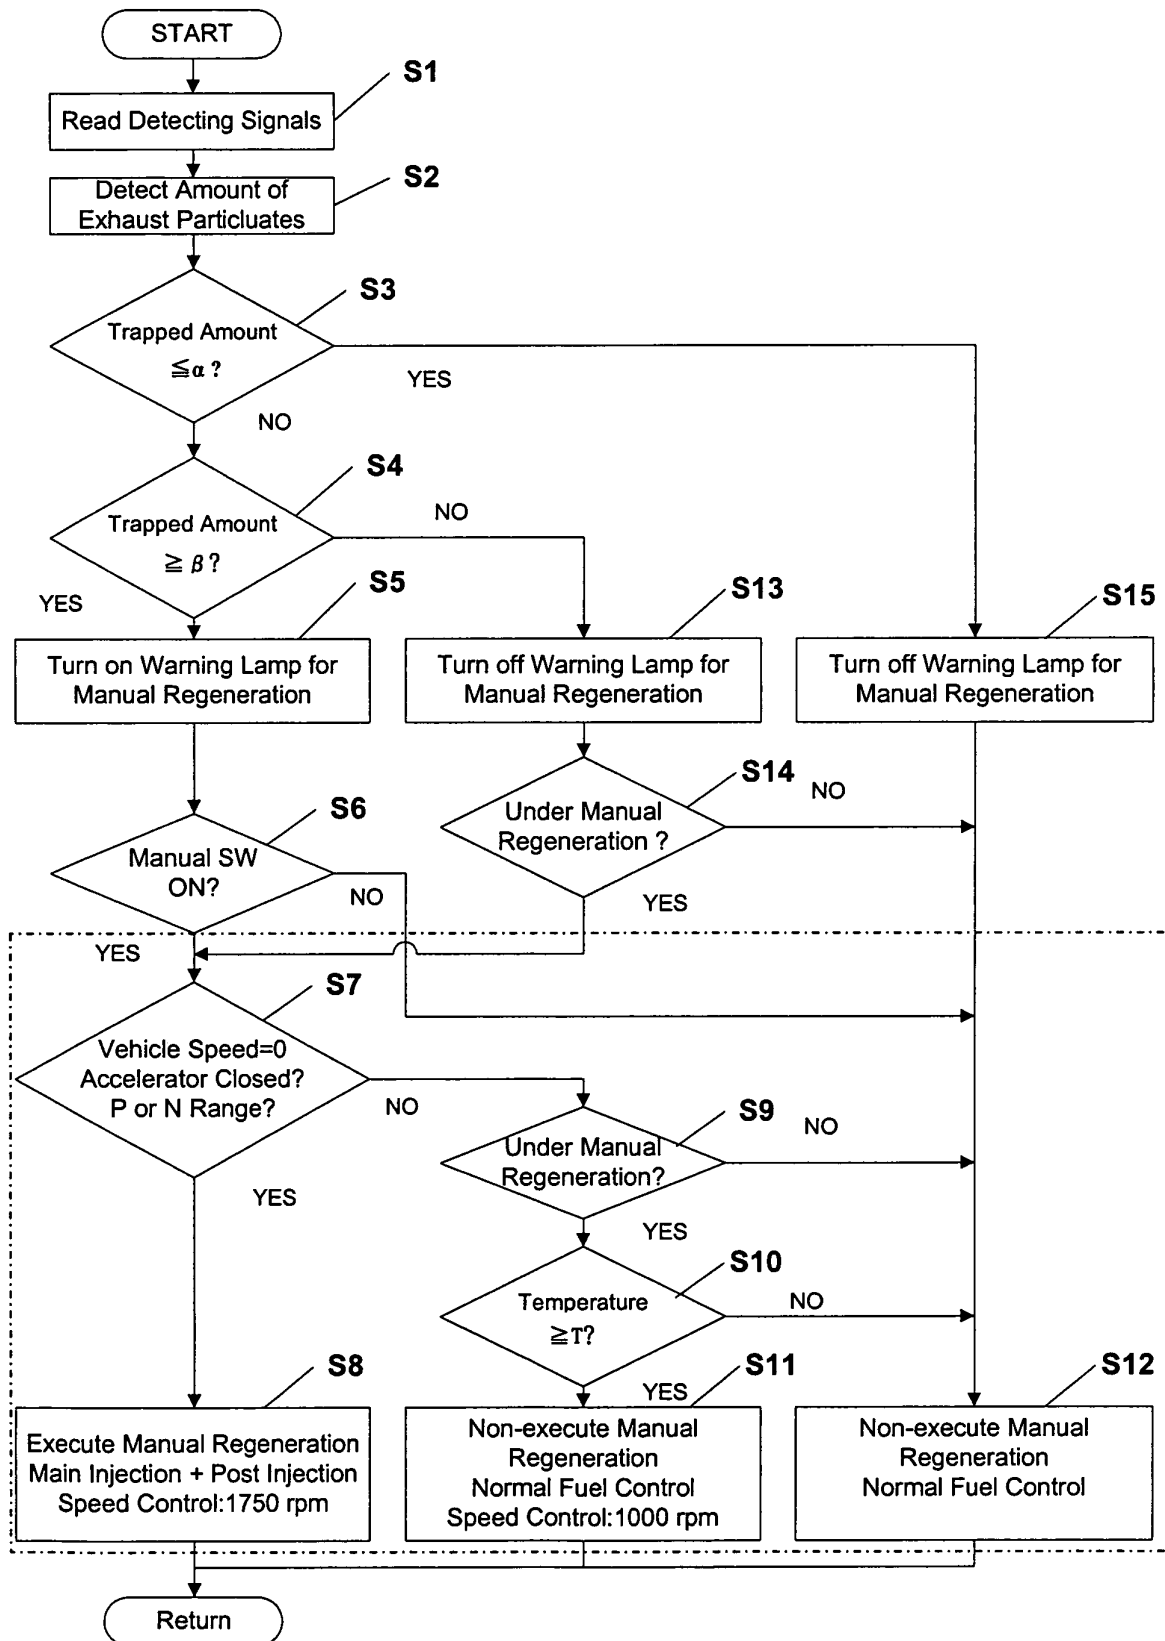 START
S1
Read Detecting Signals
S2
Detect Amount of
Exhaust Particluates
S3
Trapped Amount
≦α?
YES
NO
S4
Trapped Amount
≧β?
NO
YES
S5
Turn on Warning Lamp for
Manual Regeneration
S13
Turn off Warning Lamp for
Manual Regeneration
S15
Turn off Warning Lamp for
Manual Regeneration
S14
Under Manual
Regeneration ?
NO
YES
S6
Manual SW
ON?
NO
YES
S7
Vehicle Speed=0
Accelerator Closed?
P or N Range?
NO
YES
S9
Under Manual
Regeneration?
NO
YES
S10
Temperature
≧T?
NO
YES
S8
Execute Manual Regeneration
Main Injection + Post Injection
Speed Control:1750 rpm
S11
Non-execute Manual
Regeneration
Normal Fuel Control
Speed Control:1000 rpm
S12
Non-execute Manual
Regeneration
Normal Fuel Control
Return